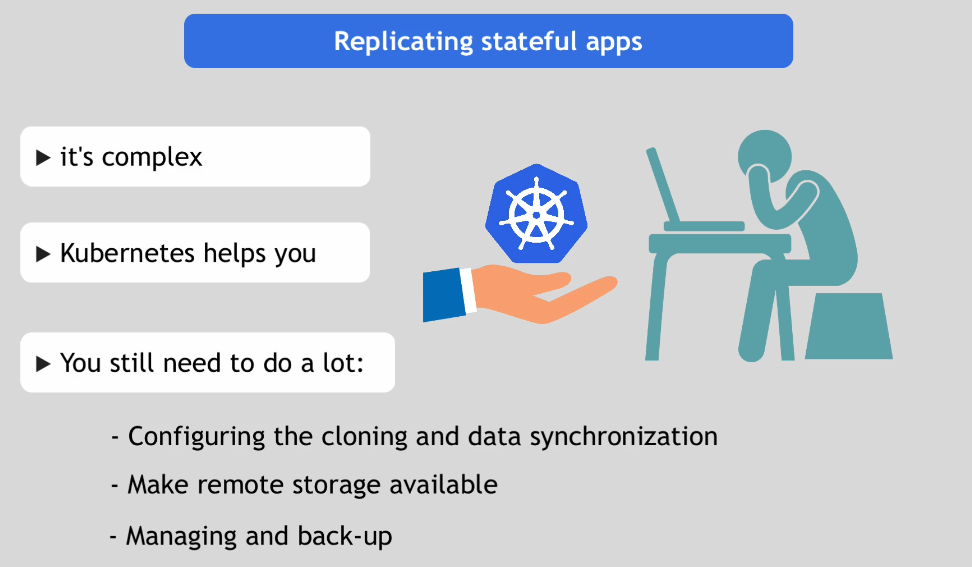 Replicating stateful apps
▶ it's complex
▶ Kubernetes helps you
▶ You still need to do a lot:
- Configuring the cloning and data synchronization
- Make remote storage available
- Managing and back-up